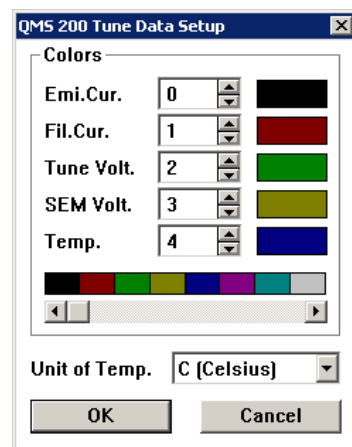 QMS 200 Tune Data Setup
Colors
Emi.Cur. 0
Fil.Cur. 1
Tune Volt. 2
SEM Volt. 3
Temp. 4
Unit of Temp. C (Celsius)
OK Cancel